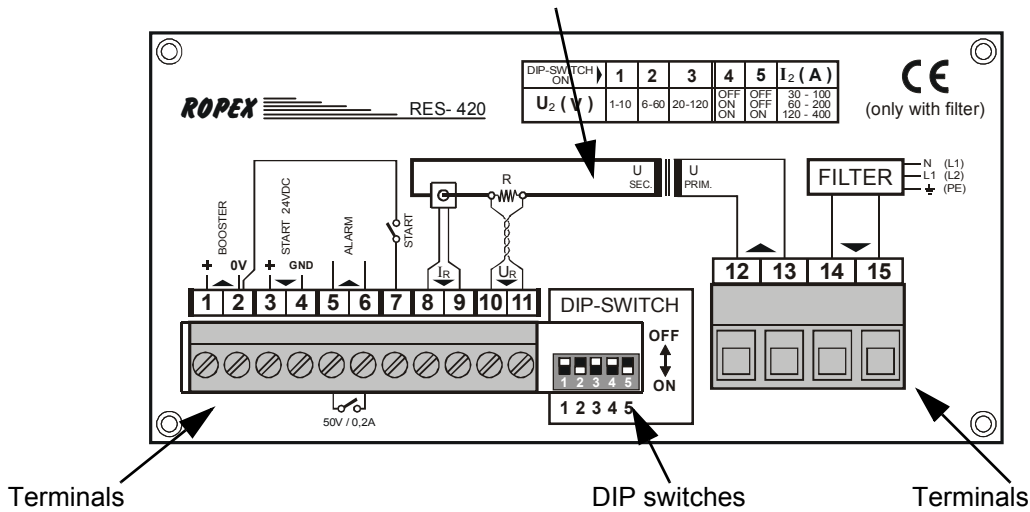 DIP-SWITCH ON 1 2 3 4 5 I2 (A)
U2 (V) 1-10 6-60 20-120 OFF OFF 30 - 100
ON OFF 60 - 200
ON ON 120 - 400
CE
(only with filter)
ROPEX RES- 420
BOOSTER
START 24VDC
ALARM
START
R
U SEC.
U PRIM.
FILTER
N (L1)
L1 (L2)
(PE)
+ 0V + GND IR UR
1 2 3 4 5 6 7 8 9 10 11
12 13 14 15
DIP-SWITCH
OFF
ON
1 2 3 4 5
1 2 3 4 5
50V / 0,2A
Terminals DIP switches Terminals